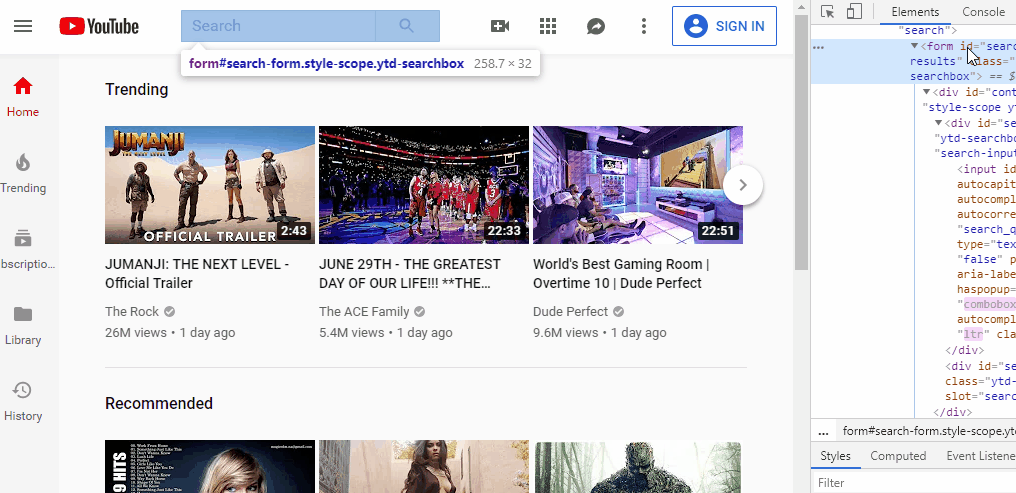 YouTube
Search
SIGN IN
Elements
Console
form#search-form.style-scope.ytd-searchbox 258.7 × 32
Home
Trending
bscriptio...
Library
History
Trending
JUMANJI
THE NEXT LEVEL
OFFICIAL TRAILER
2:43
22:33
22:51
JUMANJI: THE NEXT LEVEL -
Official Trailer
The Rock
26M views • 1 day ago
JUNE 29TH - THE GREATEST
DAY OF OUR LIFE!!! **THE...
The ACE Family
5.4M views • 1 day ago
World's Best Gaming Room |
Overtime 10 | Dude Perfect
Dude Perfect
9.6M views • 1 day ago
Recommended
9 HITS
"search">
<form id="searc
results" class="
searchbox"> == $
<div id="cont
"style-scope yt
<div id="se
"ytd-searchbo
"search-input
<input id
autocapit
autocompl
autocorre
"search_q
type="tex
"false" p
aria-labe
haspopup=
"combobox
autocompl
"ltr" cla
</div>
<div id="se
class="ytd-
slot="searc
</div>
... form#search-form.style-scope.ytd
Styles
Computed
Event Listene
Filter